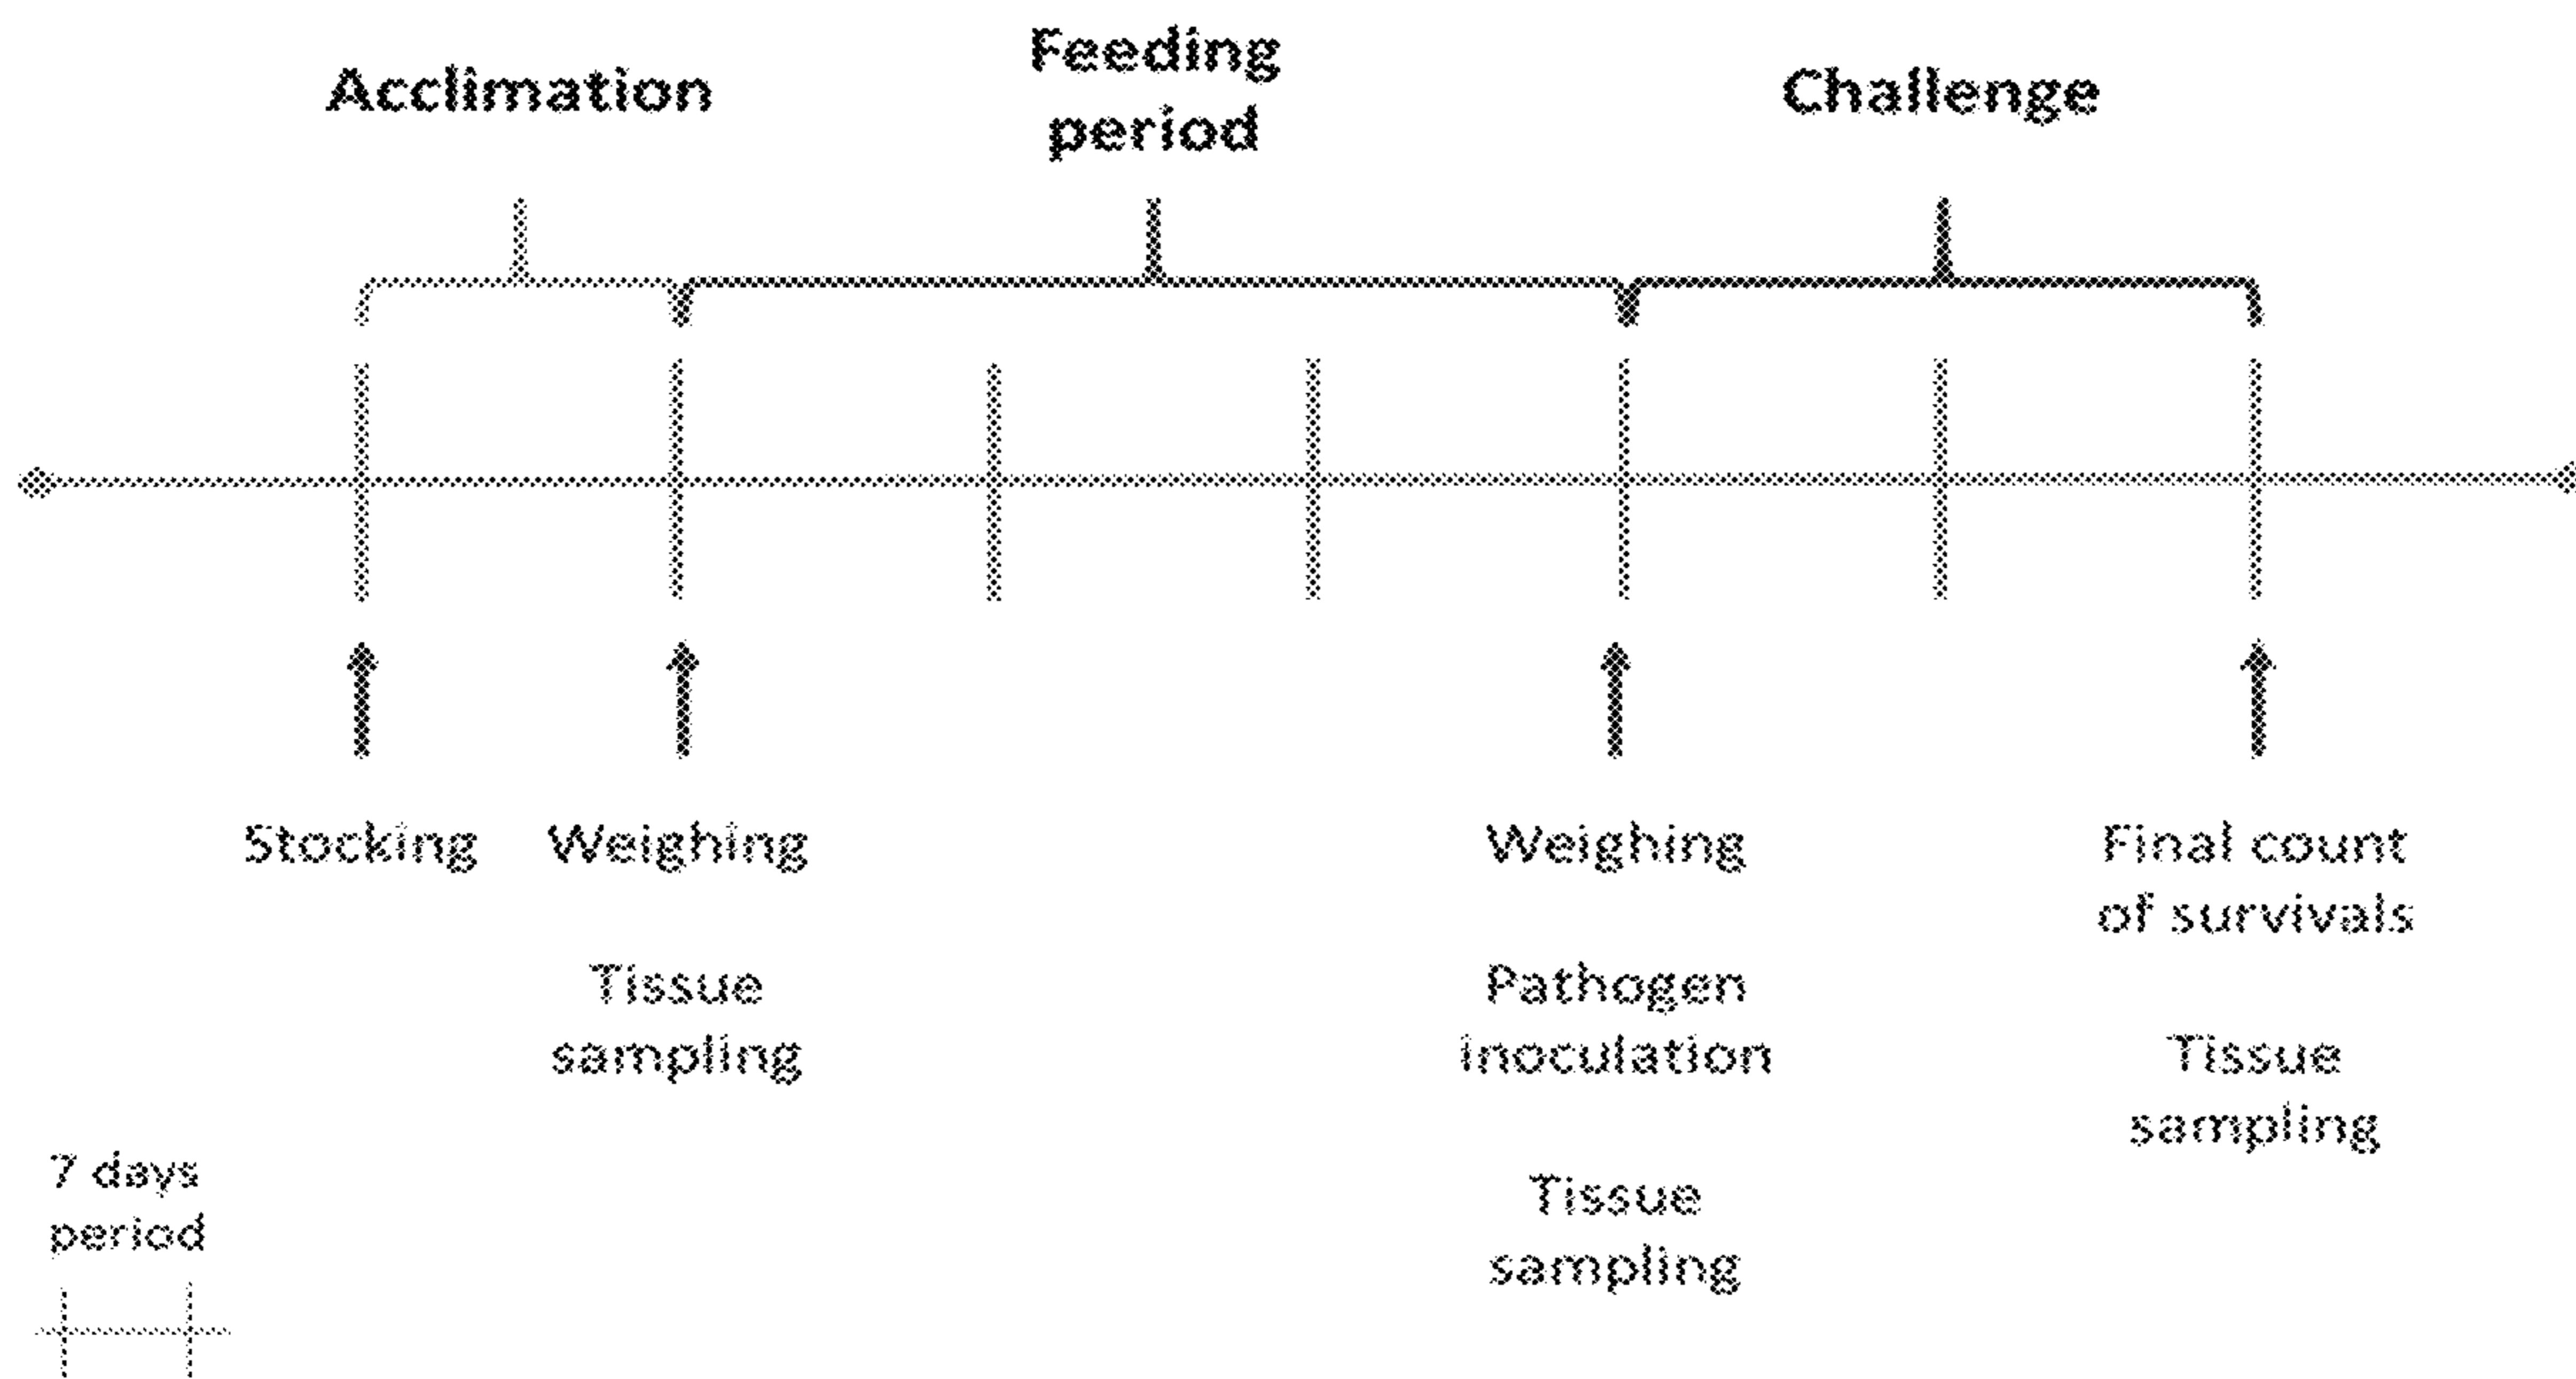 Acclimation
Feeding
period
Challenge
Stocking
Weighing
Tissue
sampling
Weighing
Pathogen
inoculation
Tissue
sampling
Final count
of survivals
Tissue
sampling
7 days
period